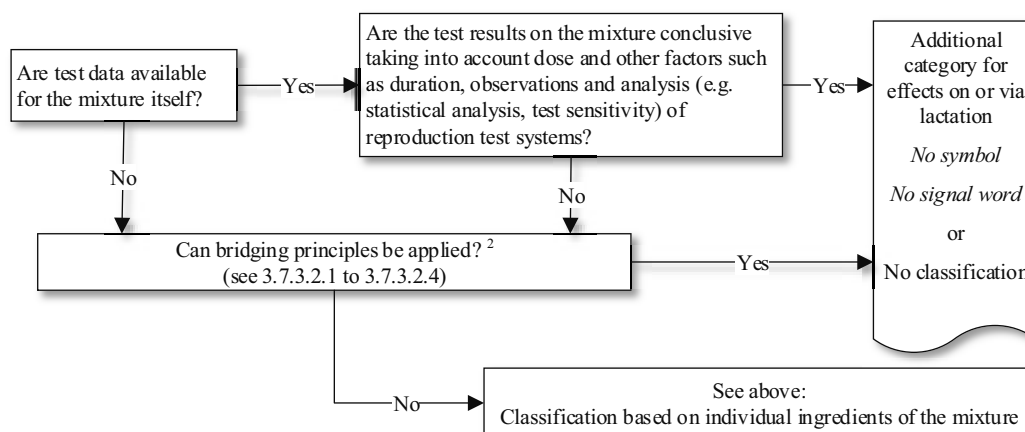 Are test data available
for the mixture itself?
Yes
Are the test results on the mixture conclusive
taking into account dose and other factors such
as duration, observations and analysis (e.g.
statistical analysis, test sensitivity) of
reproduction test systems?
Yes
Additional
category for
effects on or via
lactation
No symbol
No signal word
or
No classification
No
No
Can bridging principles be applied? 2
(see 3.7.3.2.1 to 3.7.3.2.4)
Yes
No
See above:
Classification based on individual ingredients of the mixture